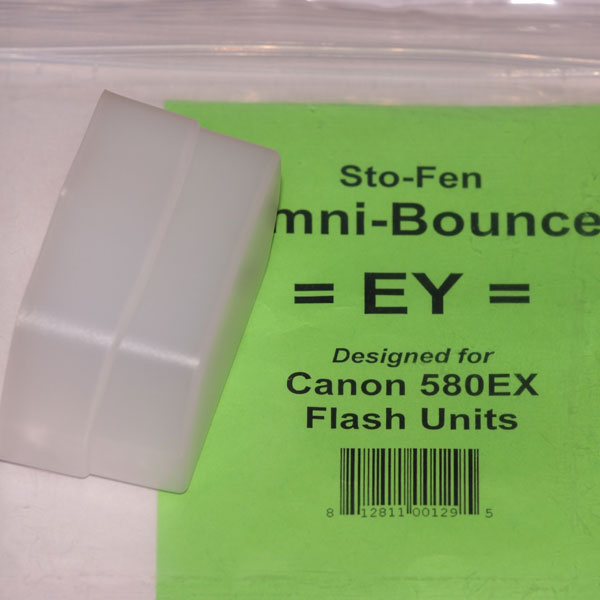 Sto-Fen
mni-Bounce
= EY =
Designed for
Canon 580EX
Flash Units
8 12811 00129 5